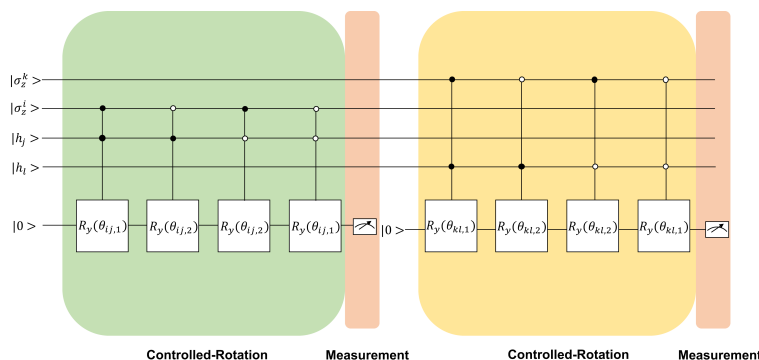 |σ_z^k >
|σ_z^i >
|h_j >
|h_l >
|0 > R_y(θ_{ij,1}) R_y(θ_{ij,2}) R_y(θ_{ij,2}) R_y(θ_{ij,1}) |0 > R_y(θ_{kl,1}) R_y(θ_{kl,2}) R_y(θ_{kl,2}) R_y(θ_{kl,1})
Controlled-Rotation Measurement Controlled-Rotation Measurement